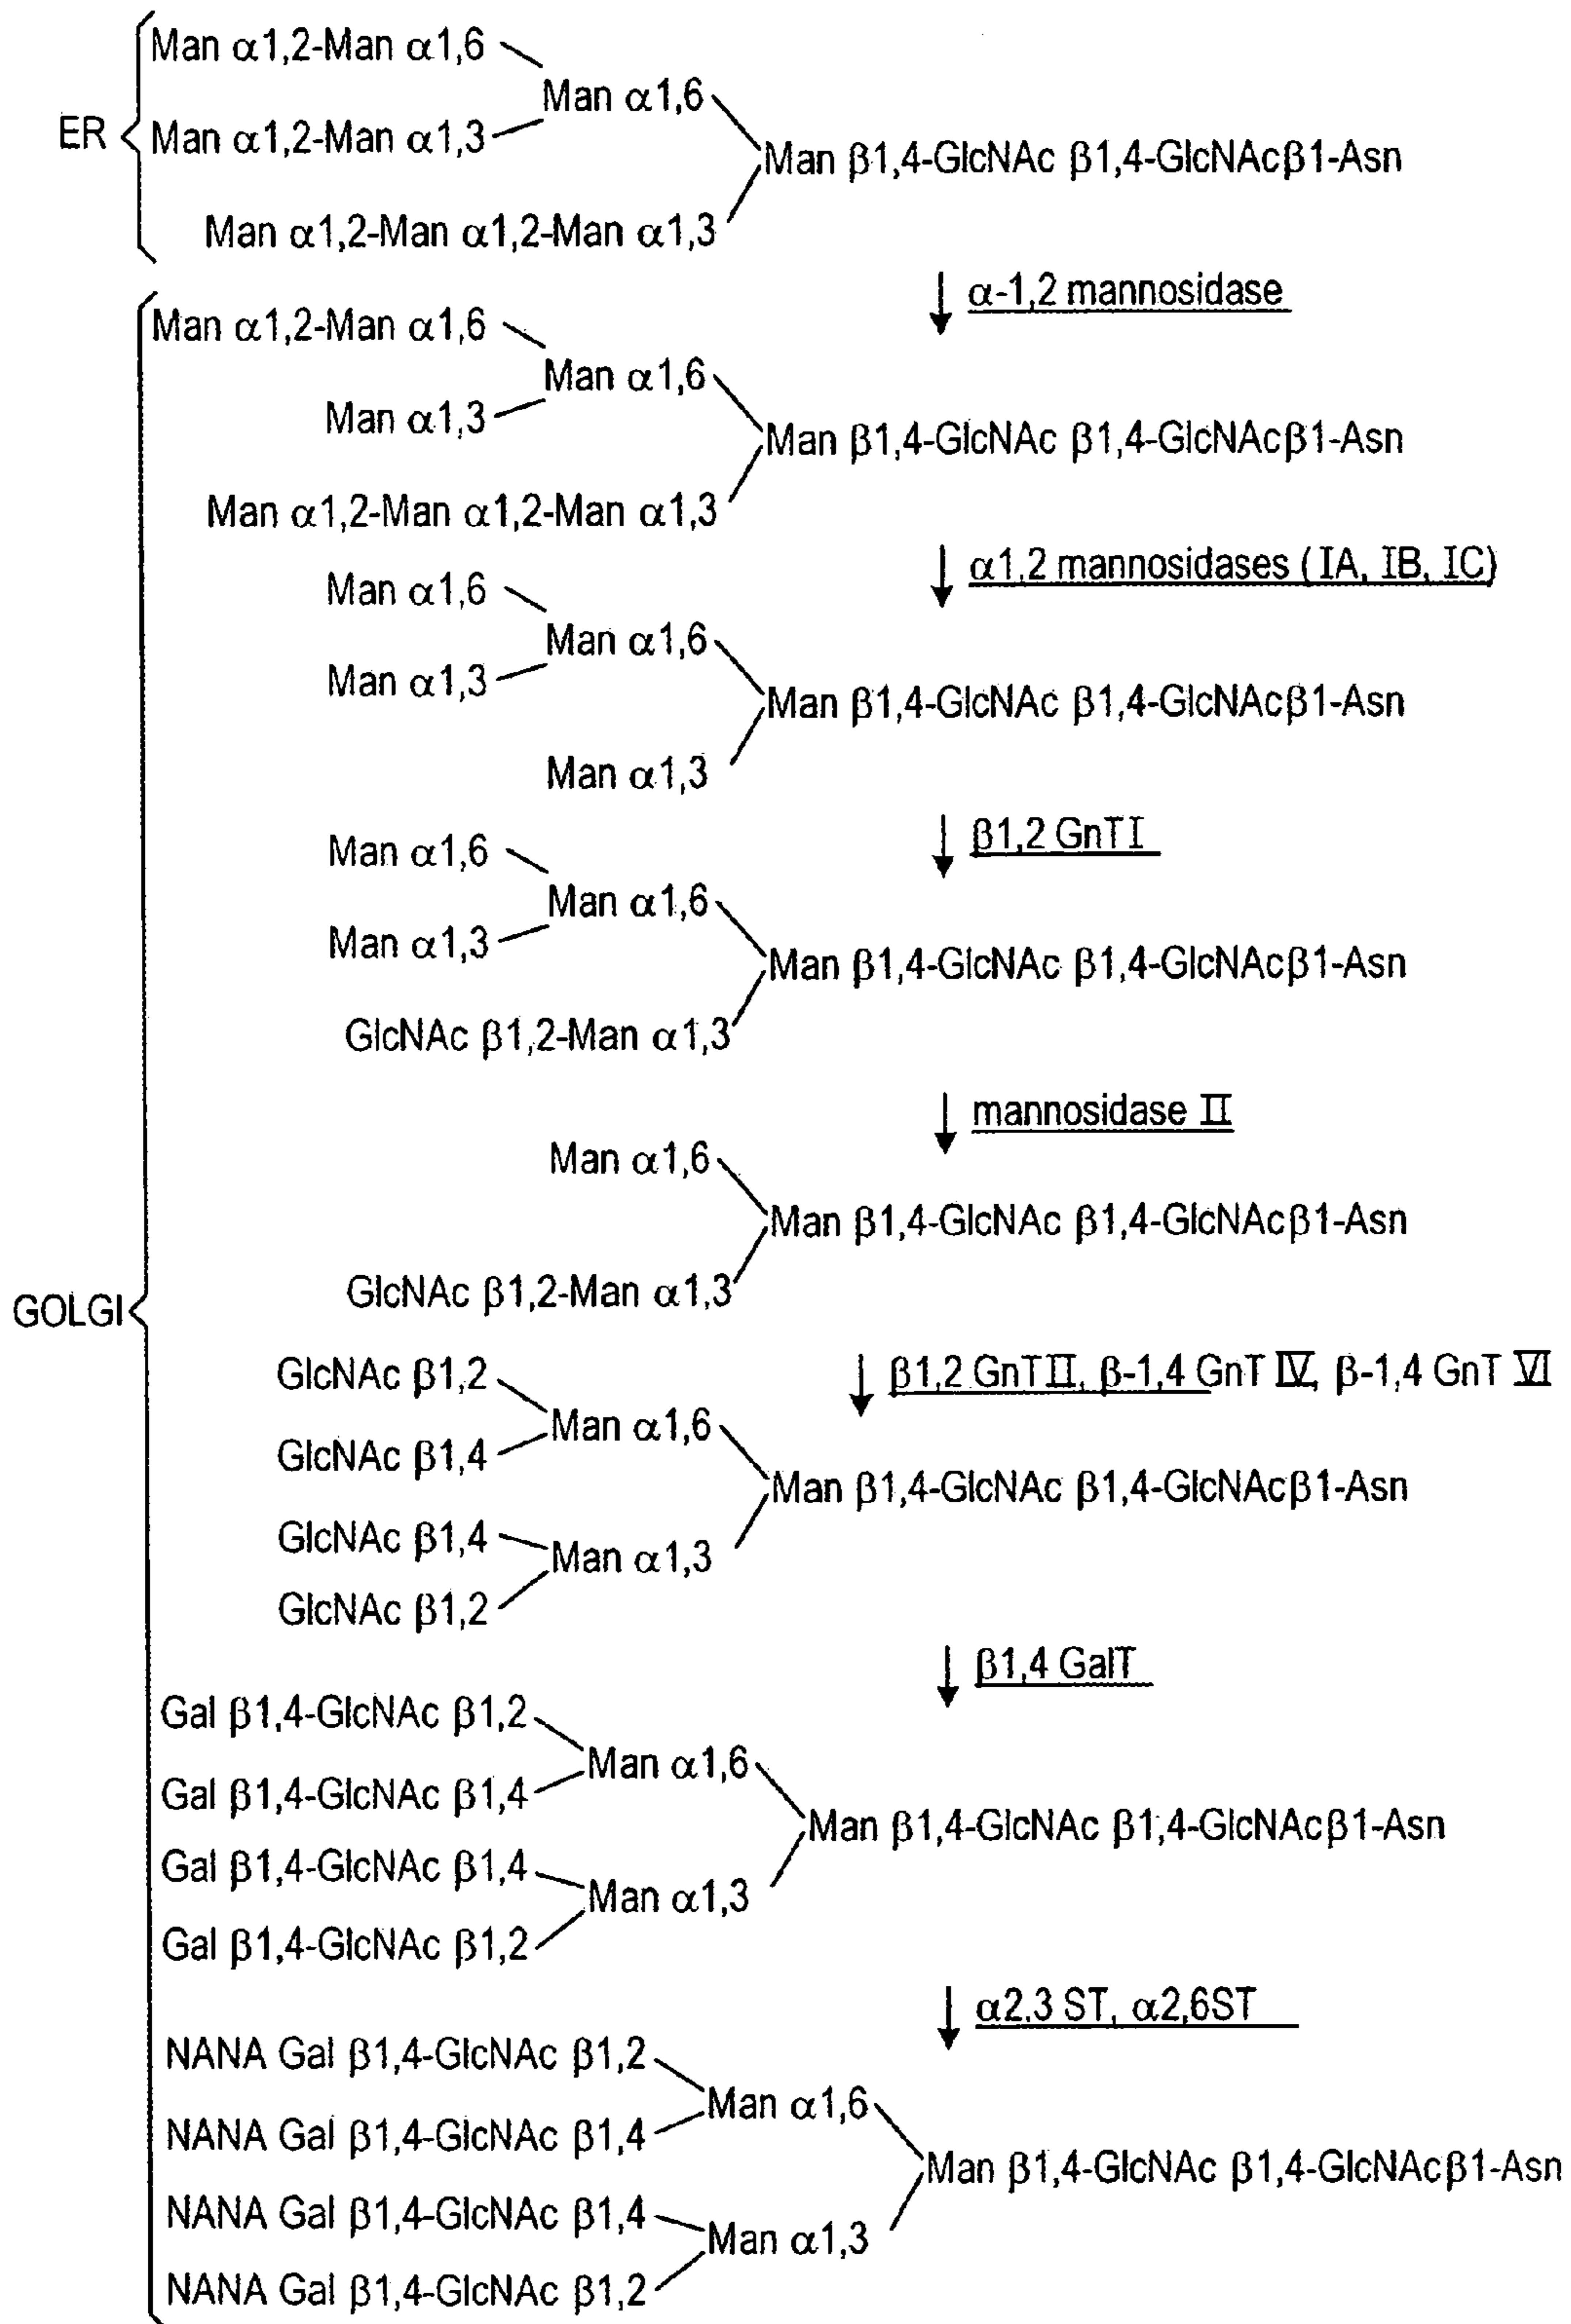 Man α1,2-Man α1,6
Man α1,6
ER
Man α1,2-Man α1,3
Man β1,4-GlcNAc β1,4-GlcNAcβ1-Asn
Man α1,2-Man α1,2-Man α1,3
α-1,2 mannosidase
Man α1,2-Man α1,6
Man α1,6
Man α1,3
Man β1,4-GlcNAc β1,4-GlcNAcβ1-Asn
Man α1,2-Man α1,2-Man α1,3
α1,2 mannosidases (IA, IB, IC)
Man α1,6
Man α1,6
Man α1,3
Man β1,4-GlcNAc β1,4-GlcNAcβ1-Asn
Man α1,3
β1,2 GnTI
Man α1,6
Man α1,6
Man α1,3
Man β1,4-GlcNAc β1,4-GlcNAcβ1-Asn
GlcNAc β1,2-Man α1,3
mannosidase II
Man α1,6
Man β1,4-GlcNAc β1,4-GlcNAcβ1-Asn
GlcNAc β1,2-Man α1,3
GOLGI
β1,2 GnTII, β-1,4 GnT IV, β-1,4 GnT VI
GlcNAc β1,2
Man α1,6
GlcNAc β1,4
Man β1,4-GlcNAc β1,4-GlcNAcβ1-Asn
GlcNAc β1,4
Man α1,3
GlcNAc β1,2
β1,4 GalT
Gal β1,4-GlcNAc β1,2
Man α1,6
Gal β1,4-GlcNAc β1,4
Man β1,4-GlcNAc β1,4-GlcNAcβ1-Asn
Gal β1,4-GlcNAc β1,4
Man α1,3
Gal β1,4-GlcNAc β1,2
α2,3 ST, α2,6ST
NANA Gal β1,4-GlcNAc β1,2
Man α1,6
NANA Gal β1,4-GlcNAc β1,4
Man β1,4-GlcNAc β1,4-GlcNAcβ1-Asn
NANA Gal β1,4-GlcNAc β1,4
Man α1,3
NANA Gal β1,4-GlcNAc β1,2